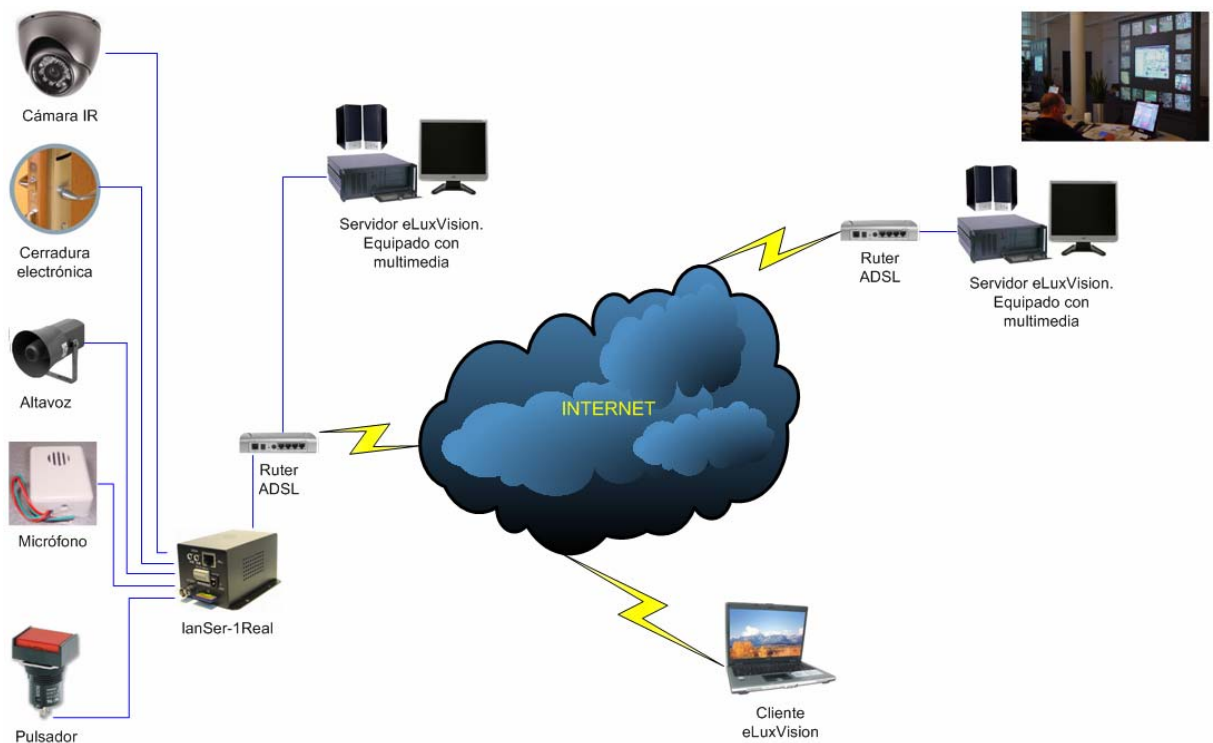 Cámara IR
Cerradura
electrónica
Altavoz
Micrófono
Pulsador
lanSer-1Real
Ruter
ADSL
Servidor eLuxVision.
Equipado con
multimedia
INTERNET
Ruter
ADSL
Servidor eLuxVision.
Equipado con
multimedia
Cliente
eLuxVision